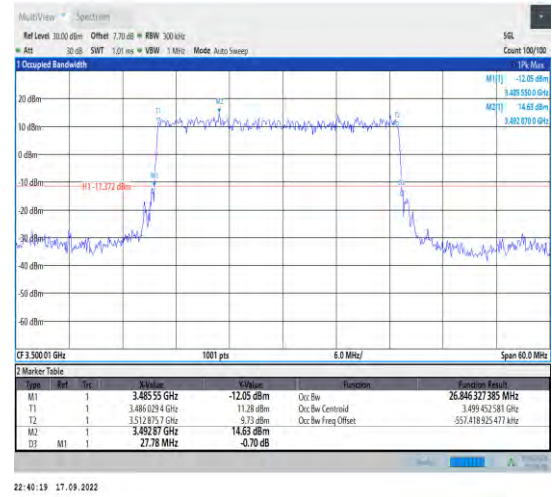 MultiView Spectrum
Ref Level 30.00 dBm Offset 7.70 dB RBW 300 kHz SGL
Att 30 dB SWT 1.01 ms VBW 1 MHz Mode Auto Sweep Count 100/100
1 Occupied Bandwidth 1Pk Max
M1[1] -12.05 dBm
3.485 550 0 GHz
M2[1] 14.63 dBm
3.492 870 0 GHz
20 dBm
M2
T1
T2
10 dBm
0 dBm
-10 dBm
M1
H1 -11.372 dBm
-20 dBm
-30 dBm
-40 dBm
-50 dBm
-60 dBm
CF 3.500 01 GHz 1001 pts 6.0 MHz/ Span 60.0 MHz
2 Marker Table
Type Ref Trc X-Value Y-Value Function Function Result
M1 1 3.485 55 GHz -12.05 dBm Occ Bw 26.846 327 385 MHz
T1 1 3.486 029 4 GHz 11.28 dBm Occ Bw Centroid 3.499 452 581 GHz
T2 1 3.512 875 7 GHz 9.73 dBm Occ Bw Freq Offset -557.418 925 477 kHz
M2 1 3.492 87 GHz 14.63 dBm
D3 M1 1 27.78 MHz -0.70 dB
22:40:19 17.09.2022